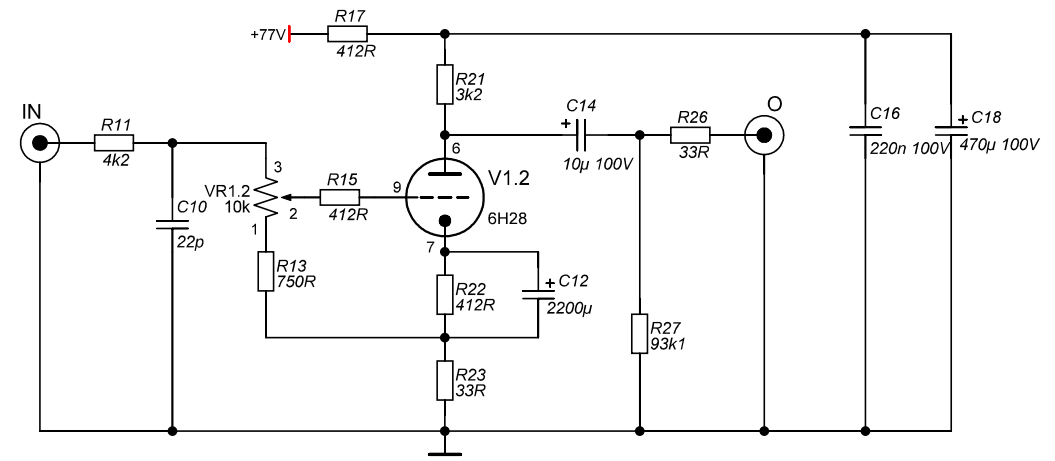 R17
+77V
412R
R21
3k2
IN
R11
4k2
C14
+
10µ 100V
R26
33R
O
C16
220n 100V
+ C18
470µ 100V
6
3
VR1.2
10k
2
1
R15
412R
9
V1.2
6H28
7
C10
22p
R13
750R
R22
412R
+ C12
2200µ
R27
93k1
R23
33R